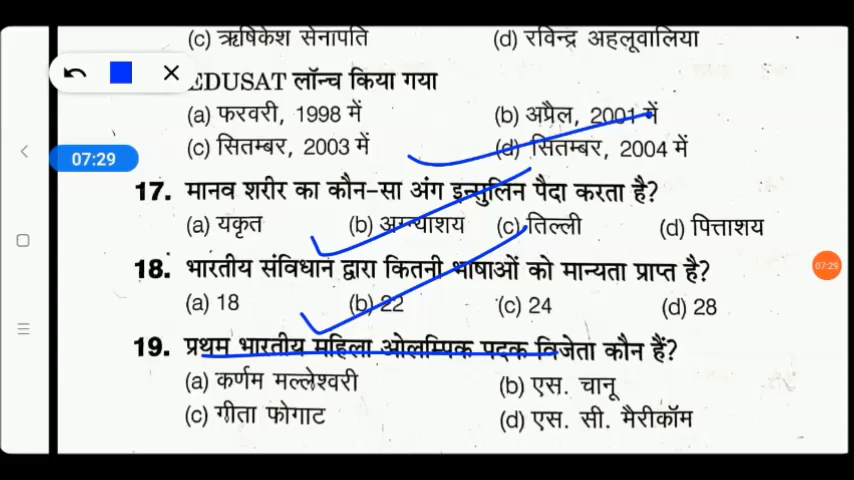 (c) ऋषिकेश सेनापति (d) रविन्द्र अहलूवालिया
EDUSAT लॉन्च किया गया
(a) फरवरी, 1998 में (b) अप्रैल, 2001 में
(c) सितम्बर, 2003 में (d) सितम्बर, 2004 में
07:29
17. मानव शरीर का कौन-सा अंग इन्सुलिन पैदा करता है?
(a) यकृत (b) अग्न्याशय (c) तिल्ली (d) पित्ताशय
18. भारतीय संविधान द्वारा कितनी भाषाओं को मान्यता प्राप्त है?
07:29
(a) 18 (b) 22 (c) 24 (d) 28
19. प्रथम भारतीय महिला ओलम्पिक पदक विजेता कौन हैं?
(a) कर्णम मल्लेश्वरी (b) एस. चानू
(c) गीता फोगाट (d) एस. सी. मैरीकॉम